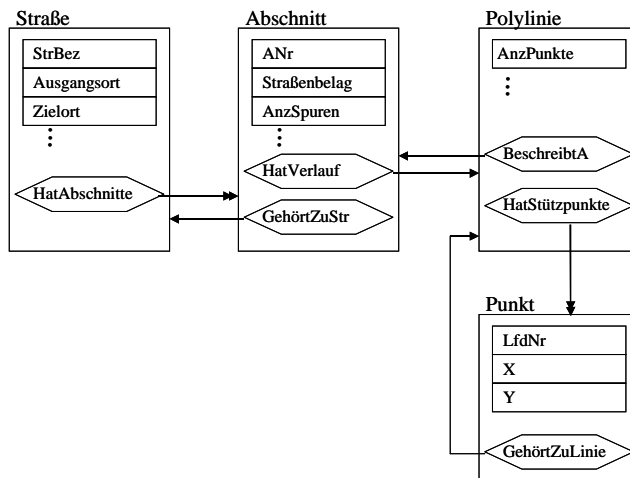 Straße
StrBez
Ausgangsort
Zielort
HatAbschnitte
Abschnitt
ANr
Straßenbelag
AnzSpuren
HatVerlauf
GehörtZuStr
Polylinie
AnzPunkte
BeschreibtA
HatStützpunkte
Punkt
LfdNr
X
Y
GehörtZuLinie